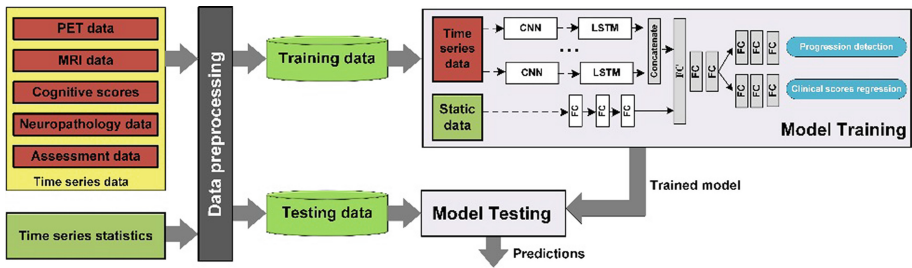 PET data
MRI data
Cognitive scores
Neuropathology data
Assessment data
Time series data
Time series statistics
Data preprocessing
Training data
Testing data
Time
series
data
CNN
LSTM
...
CNN
LSTM
Concatenate
Static
data
FC
FC
FC
FC
FC
FC
FC
FC
FC
Progression detection
FC
FC
FC
Clinical scores regression
Model Training
Trained model
Model Testing
Predictions